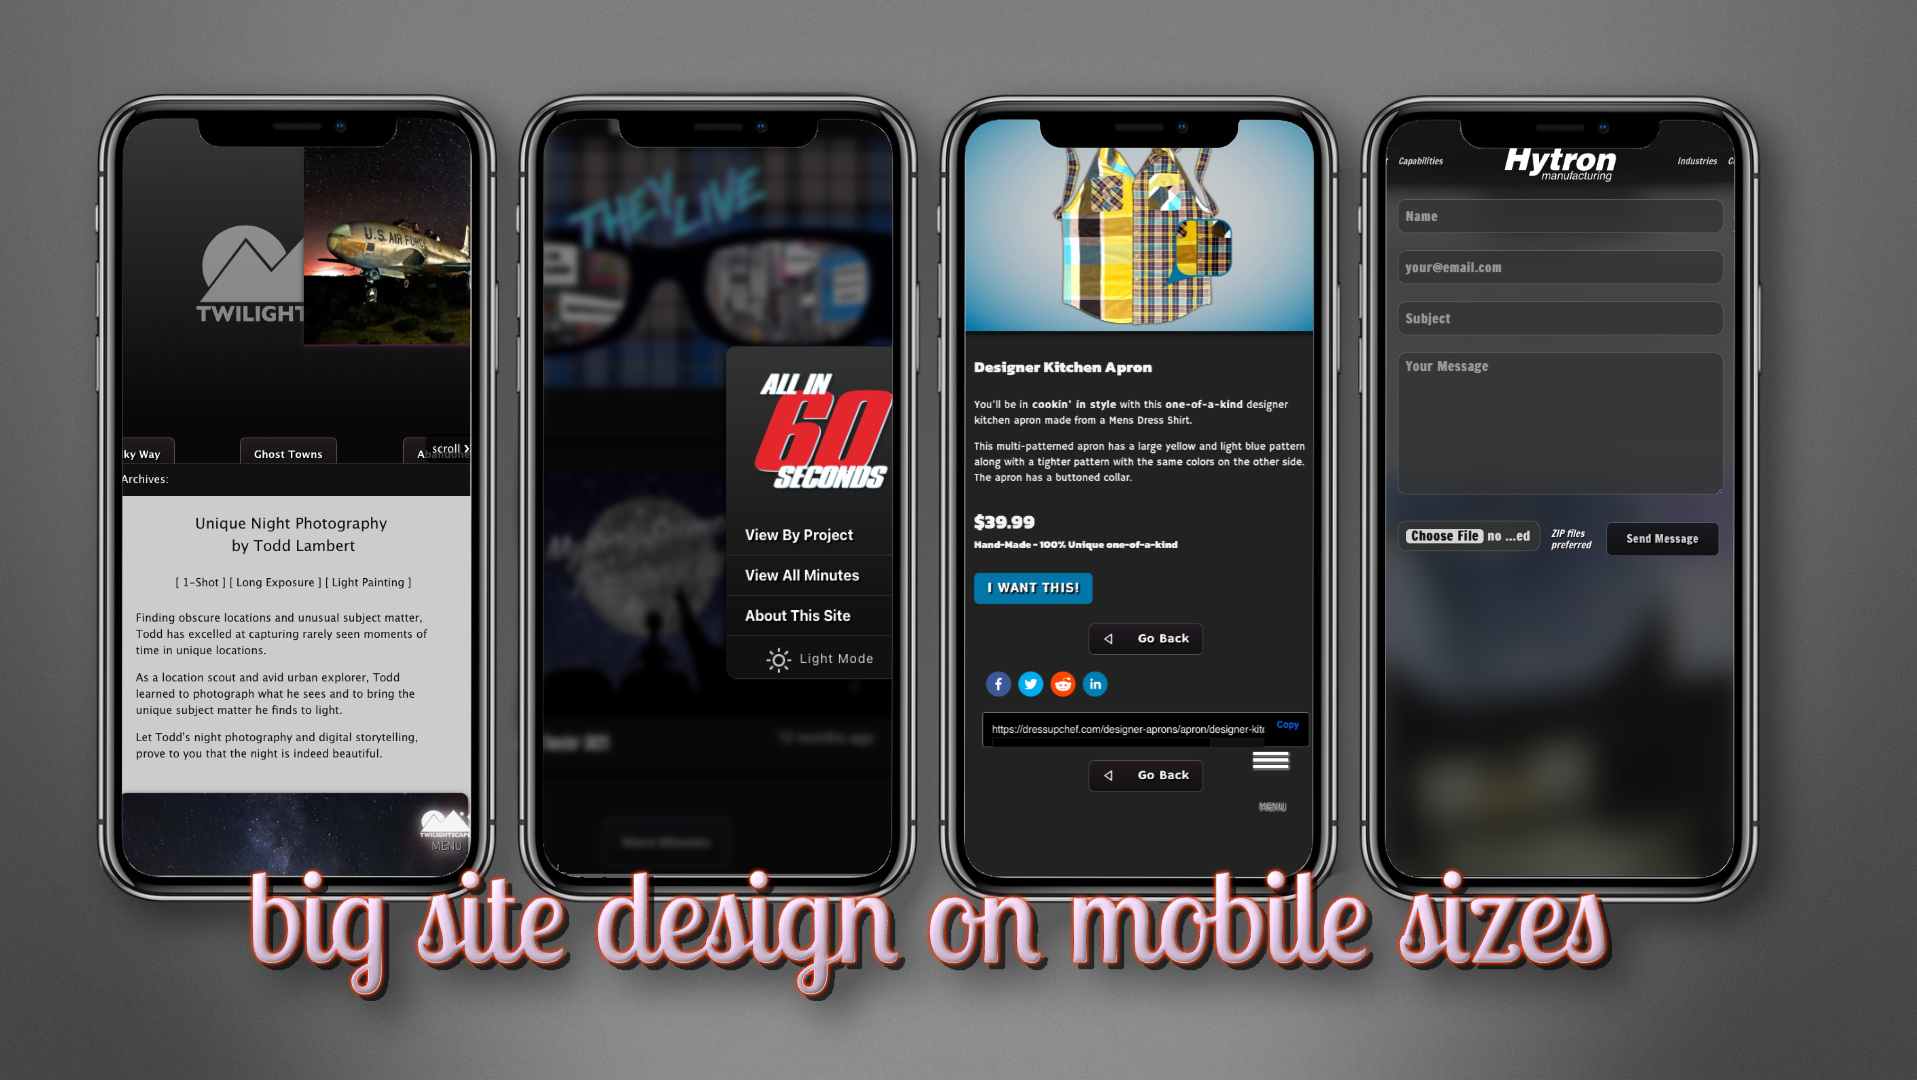 TWILIGHT
U.S. AIR FORCE
ky Way
Ghost Towns
scroll
Archives:
Unique Night Photography
by Todd Lambert
[ 1-Shot ] [ Long Exposure ] [ Light Painting ]
Finding obscure locations and unusual subject matter,
Todd has excelled at capturing rarely seen moments of
time in unique locations.
As a location scout and avid urban explorer, Todd
learned to photograph what he sees and to bring the
unique subject matter he finds to light.
Let Todd's night photography and digital storytelling,
prove to you that the night is indeed beautiful.
TWILIGHTSCAP
MENU
THEY LIVE
ALL IN
60
SECONDS
View By Project
View All Minutes
About This Site
Light Mode
12 months ago
More Minutes
Designer Kitchen Apron
You'll be in cookin' in style with this one-of-a-kind designer
kitchen apron made from a Mens Dress Shirt.
This multi-patterned apron has a large yellow and light blue pattern
along with a tighter pattern with the same colors on the other side.
The apron has a buttoned collar.
$39.99
Hand-Made - 100% Unique one-of-a-kind
I WANT THIS!
Go Back
https://dressupchef.com/designer-aprons/apron/designer-kitc
Copy
Go Back
MENU
Capabilities
Hytron
manufacturing
Industries
Name
your@email.com
Subject
Your Message
Choose File no ...ed
ZIP files
preferred
Send Message
big site design on mobile sizes